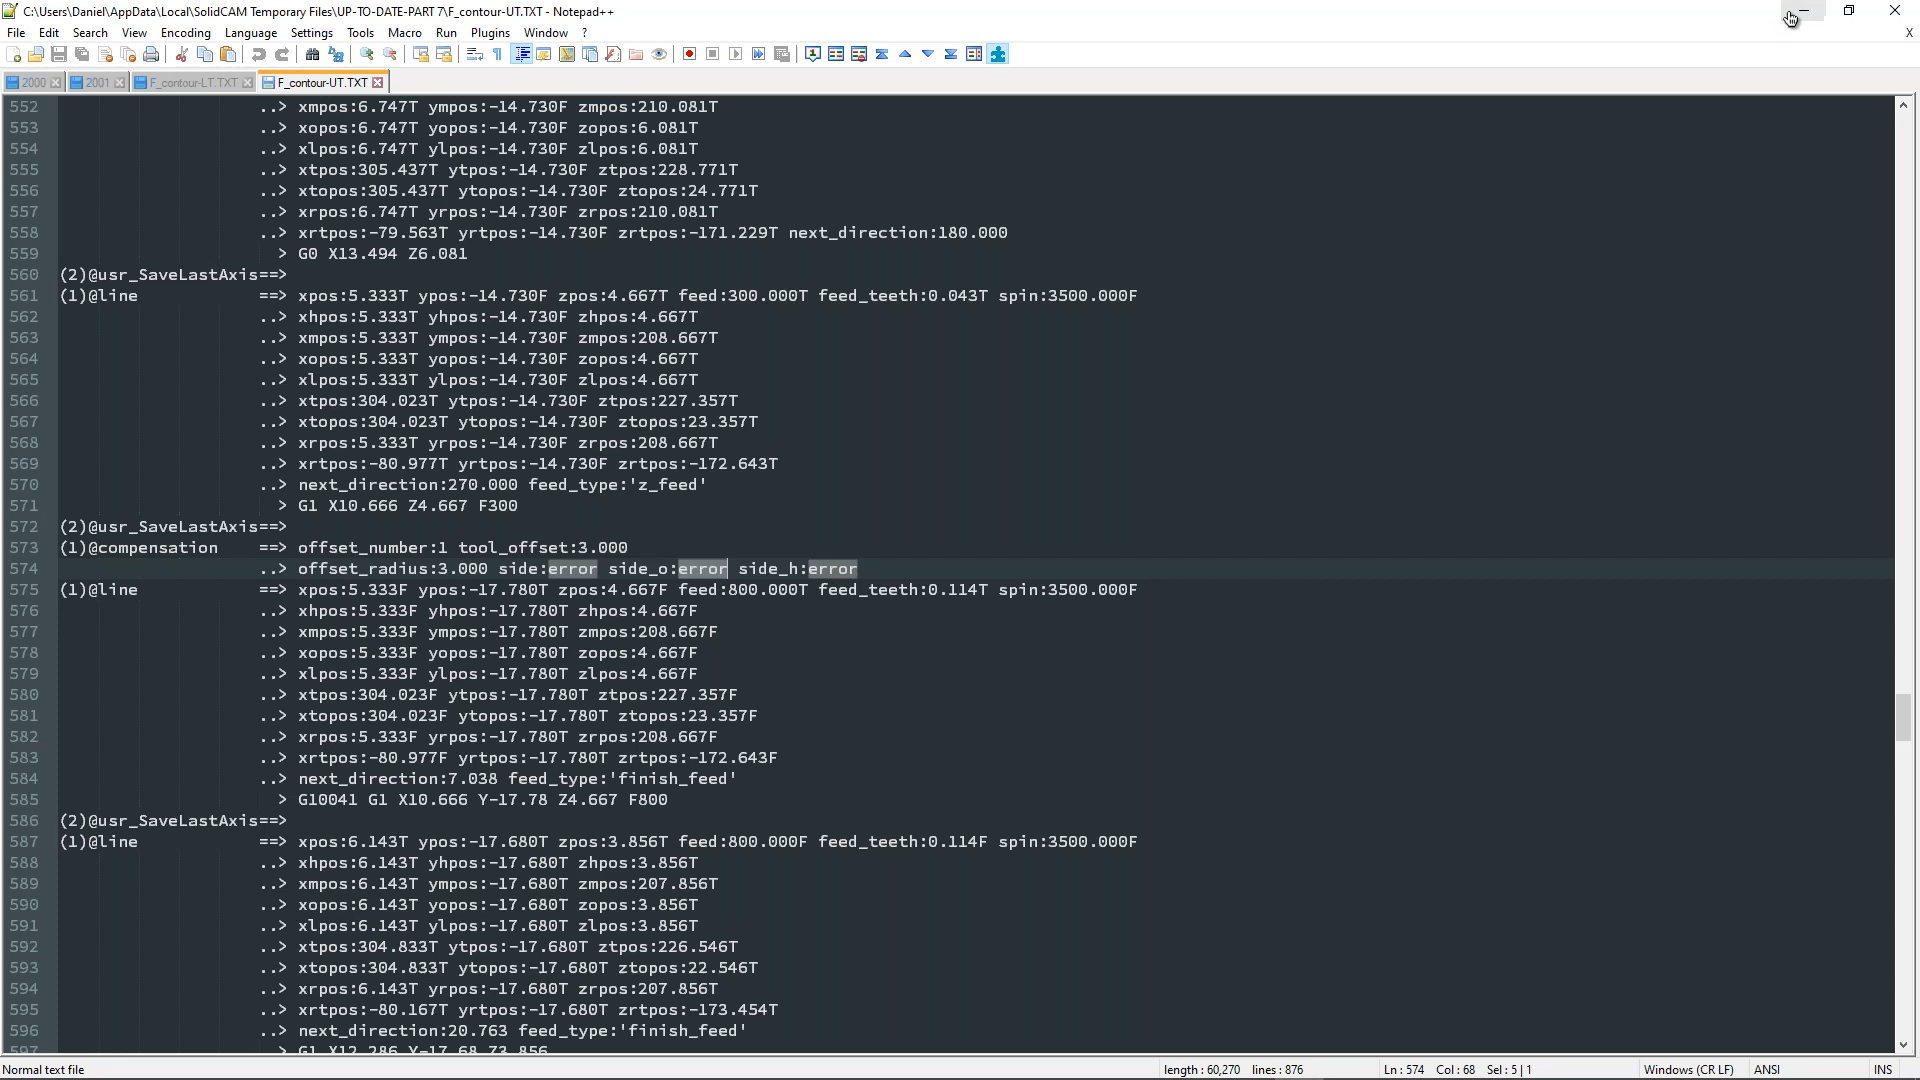 C:\Users\Daniel\AppData\Local\SolidCAM Temporary Files\UP-TO-DATE-PART 7\F_contour-UT.TXT - Notepad++
File Edit Search View Encoding Language Settings Tools Macro Run Plugins Window ?
X
2000 2001 F_contour-LT.TXT F_contour-UT.TXT
552 ..> xmpos:6.747T ympos:-14.730F zmpos:210.081T
553 ..> xopos:6.747T yopos:-14.730F zopos:6.081T
554 ..> xlpos:6.747T ylpos:-14.730F zlpos:6.081T
555 ..> xtpos:305.437T ytpos:-14.730F ztpos:228.771T
556 ..> xtopos:305.437T ytopos:-14.730F ztopos:24.771T
557 ..> xrpos:6.747T yrpos:-14.730F zrpos:210.081T
558 ..> xrtpos:-79.563T yrtpos:-14.730F zrtpos:-171.229T next_direction:180.000
559 > G0 X13.494 Z6.081
560 (2)@usr_SaveLastAxis==>
561 (1)@line ==> xpos:5.333T ypos:-14.730F zpos:4.667T feed:300.000T feed_teeth:0.043T spin:3500.000F
562 ..> xhpos:5.333T yhpos:-14.730F zhpos:4.667T
563 ..> xmpos:5.333T ympos:-14.730F zmpos:208.667T
564 ..> xopos:5.333T yopos:-14.730F zopos:4.667T
565 ..> xlpos:5.333T ylpos:-14.730F zlpos:4.667T
566 ..> xtpos:304.023T ytpos:-14.730F ztpos:227.357T
567 ..> xtopos:304.023T ytopos:-14.730F ztopos:23.357T
568 ..> xrpos:5.333T yrpos:-14.730F zrpos:208.667T
569 ..> xrtpos:-80.977T yrtpos:-14.730F zrtpos:-172.643T
570 ..> next_direction:270.000 feed_type:'z_feed'
571 > G1 X10.666 Z4.667 F300
572 (2)@usr_SaveLastAxis==>
573 (1)@compensation ==> offset_number:1 tool_offset:3.000
574 ..> offset_radius:3.000 side:error side_o:error side_h:error
575 (1)@line ==> xpos:5.333F ypos:-17.780T zpos:4.667F feed:800.000T feed_teeth:0.114T spin:3500.000F
576 ..> xhpos:5.333F yhpos:-17.780T zhpos:4.667F
577 ..> xmpos:5.333F ympos:-17.780T zmpos:208.667F
578 ..> xopos:5.333F yopos:-17.780T zopos:4.667F
579 ..> xlpos:5.333F ylpos:-17.780T zlpos:4.667F
580 ..> xtpos:304.023F ytpos:-17.780T ztpos:227.357F
581 ..> xtopos:304.023F ytopos:-17.780T ztopos:23.357F
582 ..> xrpos:5.333F yrpos:-17.780T zrpos:208.667F
583 ..> xrtpos:-80.977F yrtpos:-17.780T zrtpos:-172.643F
584 ..> next_direction:7.038 feed_type:'finish_feed'
585 > G10041 G1 X10.666 Y-17.78 Z4.667 F800
586 (2)@usr_SaveLastAxis==>
587 (1)@line ==> xpos:6.143T ypos:-17.680T zpos:3.856T feed:800.000F feed_teeth:0.114F spin:3500.000F
588 ..> xhpos:6.143T yhpos:-17.680T zhpos:3.856T
589 ..> xmpos:6.143T ympos:-17.680T zmpos:207.856T
590 ..> xopos:6.143T yopos:-17.680T zopos:3.856T
591 ..> xlpos:6.143T ylpos:-17.680T zlpos:3.856T
592 ..> xtpos:304.833T ytpos:-17.680T ztpos:226.546T
593 ..> xtopos:304.833T ytopos:-17.680T ztopos:22.546T
594 ..> xrpos:6.143T yrpos:-17.680T zrpos:207.856T
595 ..> xrtpos:-80.167T yrtpos:-17.680T zrtpos:-173.454T
596 ..> next_direction:20.763 feed_type:'finish_feed'
597 > G1 X12.286 Y-17.68 Z3.856
Normal text file length : 60,270 lines : 876 Ln : 574 Col : 68 Sel : 5 | 1 Windows (CR LF) ANSI INS